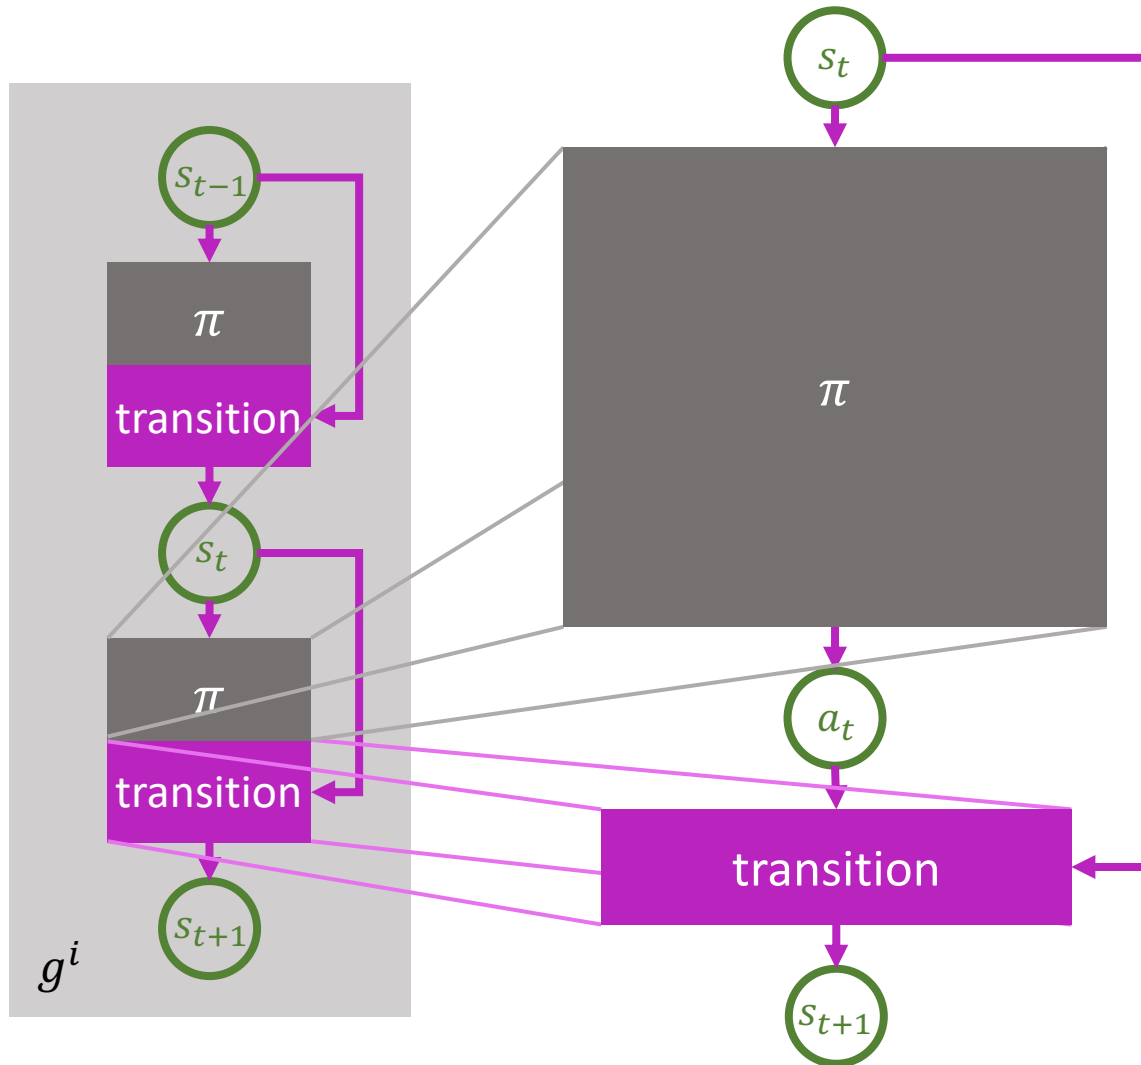 s_{t−1}
π
transition
s_t
π
transition
s_{t+1}
g^i
s_t
π
a_t
transition
s_{t+1}